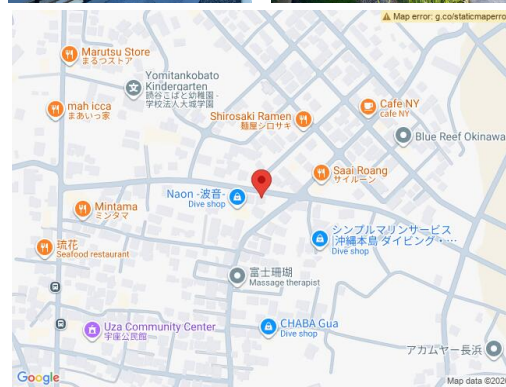 Map error: g.co/staticmaperro
Marutsu Store
まるつストア
Yomitankobato
Kindergarten
読谷こばと幼稚園 -
学校法人大城学園
mah icca
まあいっ家
Shirosaki Ramen
麺屋シロサキ
Cafe NY
cafe NY
Blue Reef Okinawa
Saai Roang
サイルーン
Naon -波音-
Dive shop
Mintama
ミンタマ
シンプルマリンサービス
沖縄本島 ダイビング・…
Dive shop
琉花
Seafood restaurant
富士珊瑚
Massage therapist
Uza Community Center
宇座公民館
CHABA Gua
Dive shop
アカムヤー長浜
Google
Map data ©202